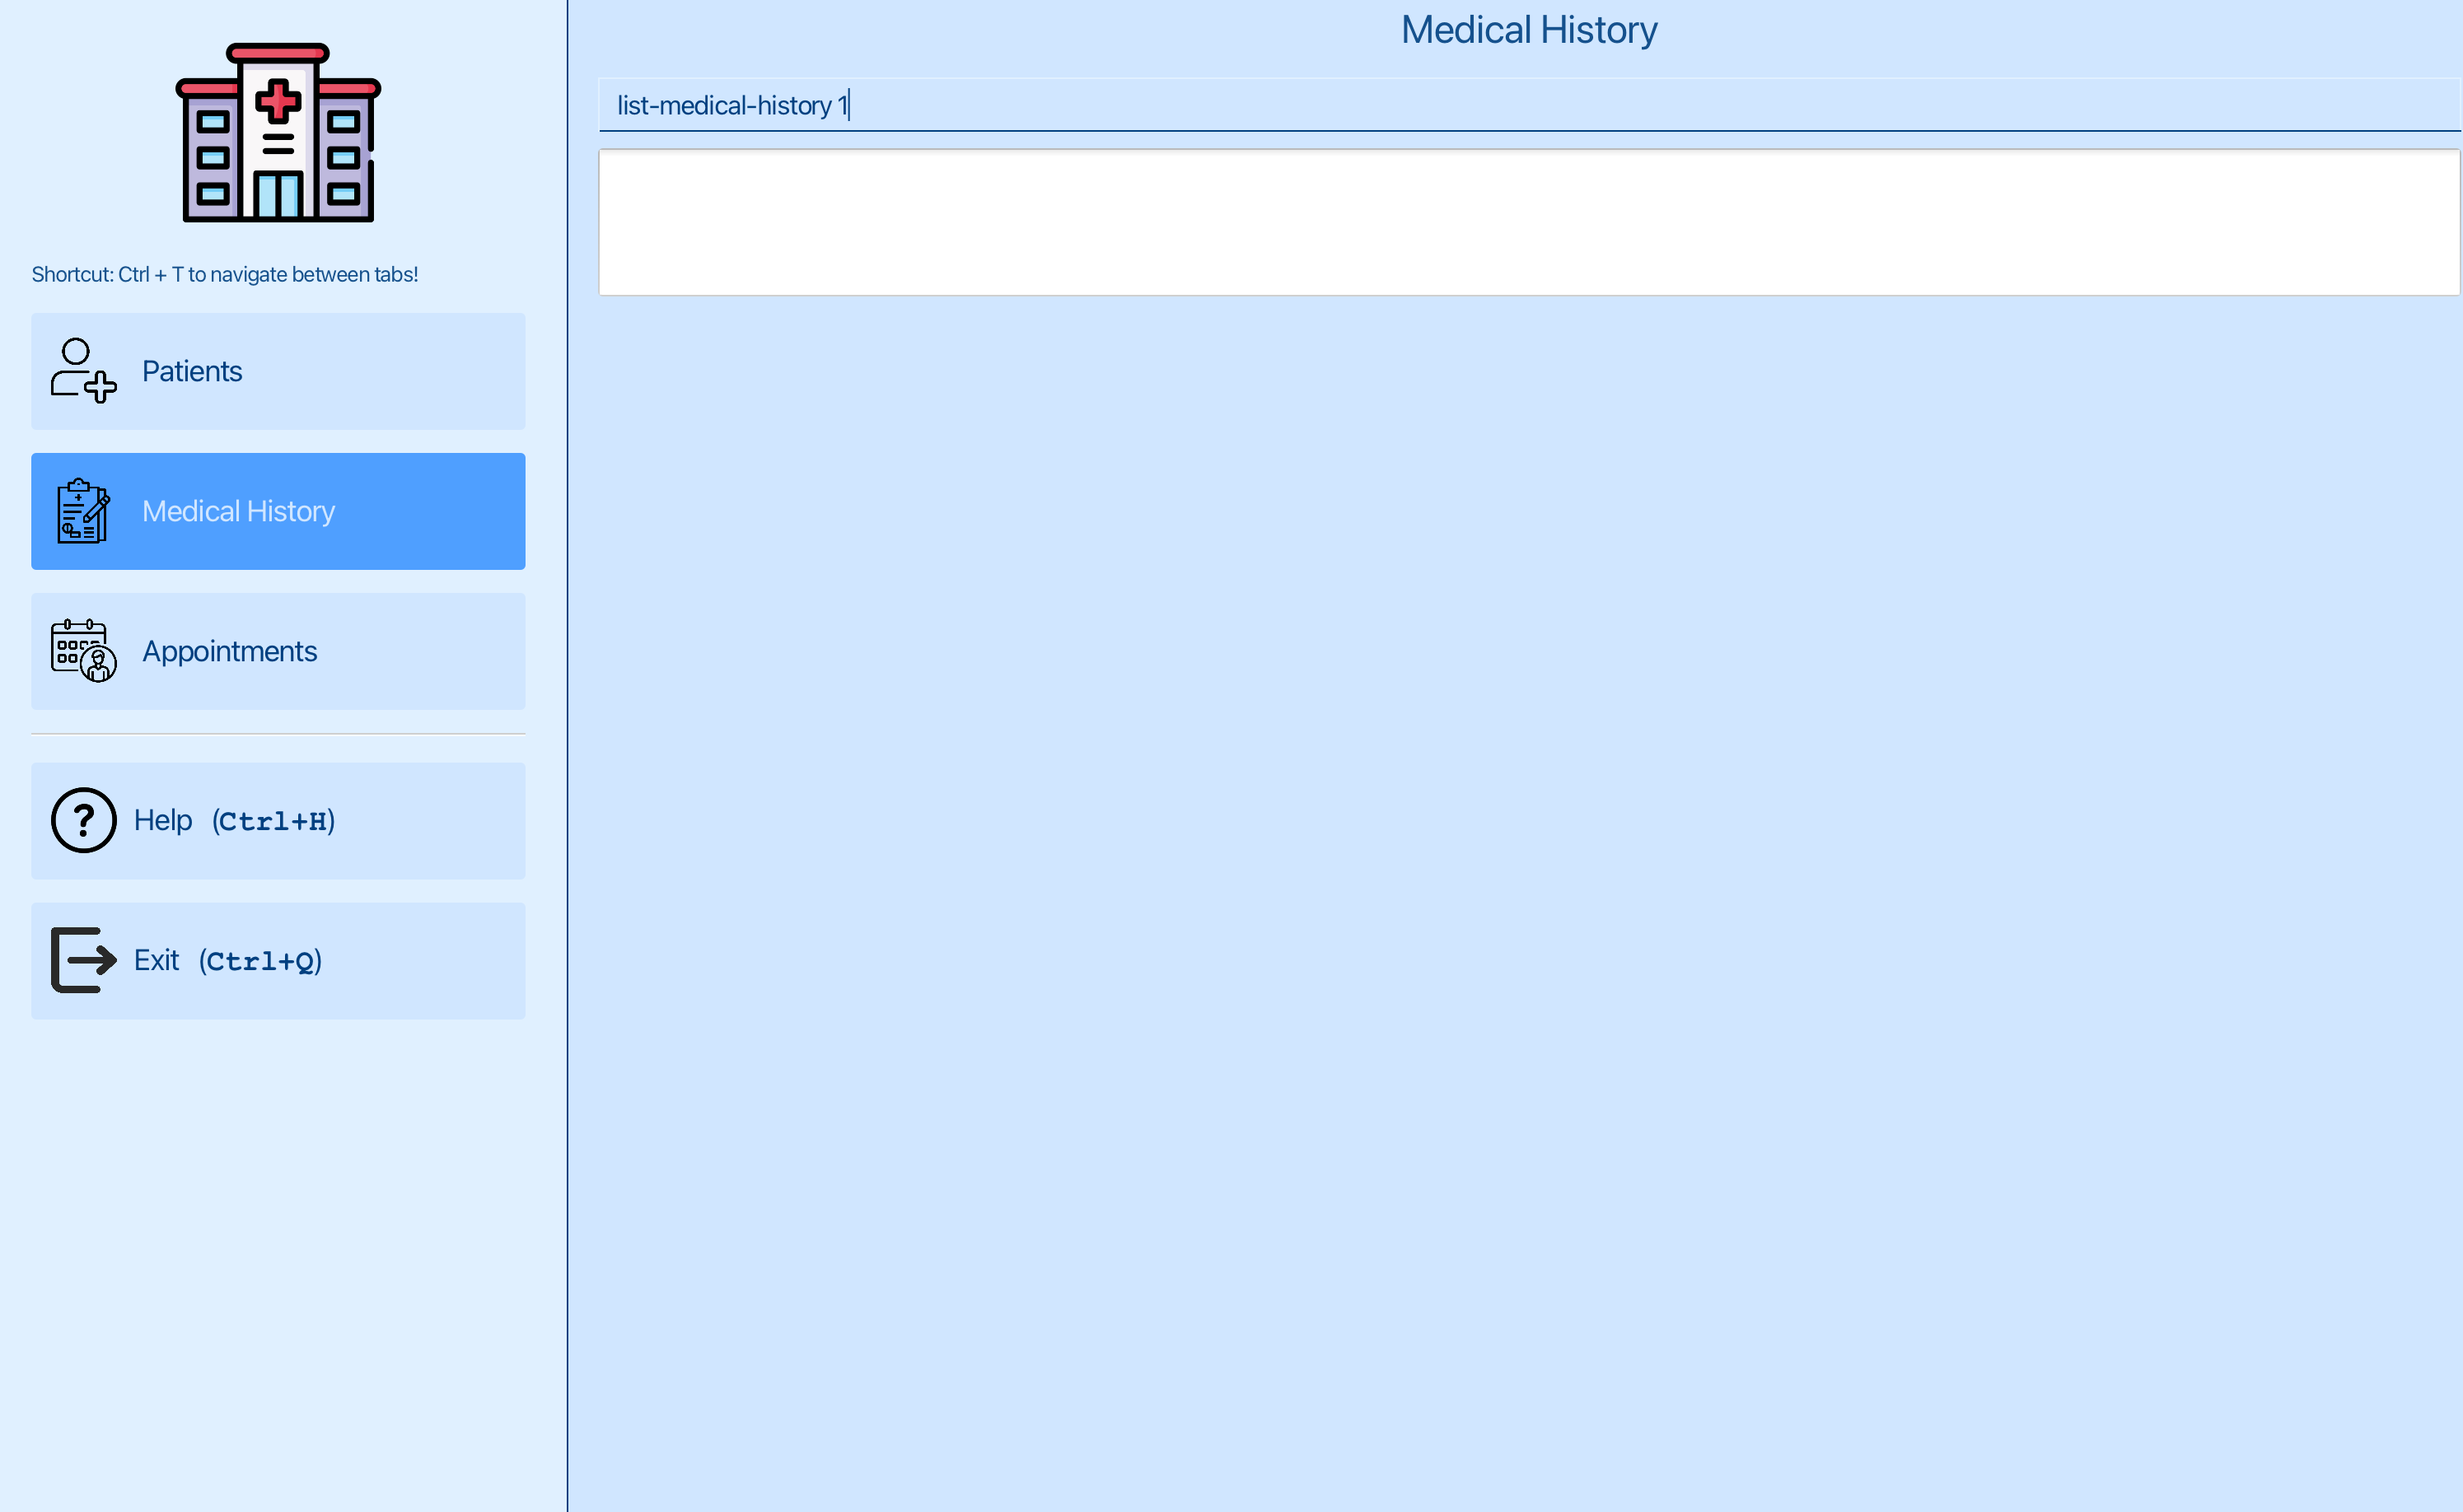 Shortcut: Ctrl + T to navigate between tabs!
Patients
Medical History
Appointments
Help (Ctrl+H)
Exit (Ctrl+Q)
Medical History
list-medical-history 1